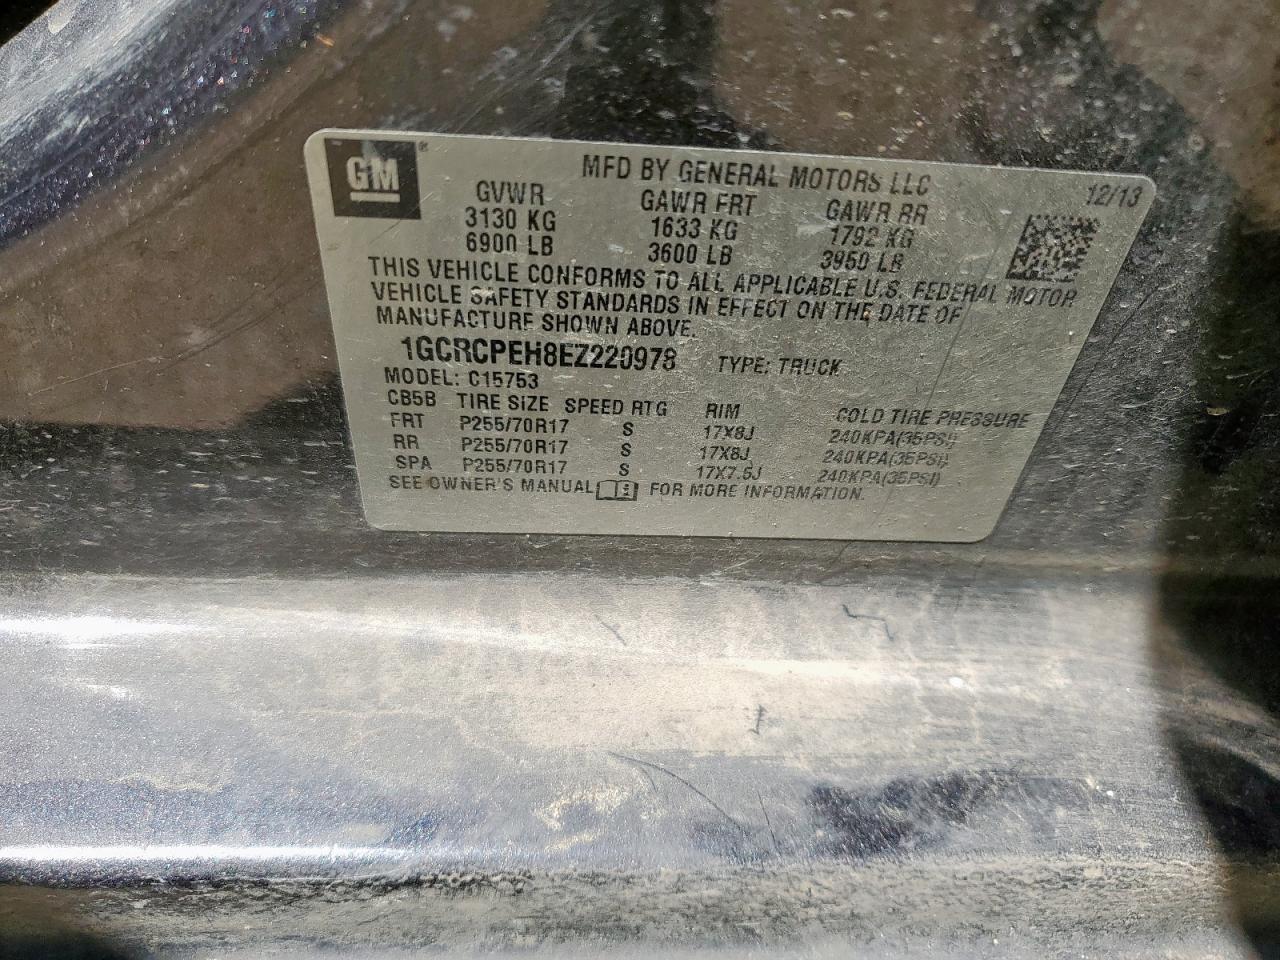 GM®
MFD BY GENERAL MOTORS LLC
12/13
GVWR GAWR FRT GAWR RR
3130 KG 1633 KG 1792 KG
6900 LB 3600 LB 3950 LB
THIS VEHICLE CONFORMS TO ALL APPLICABLE U.S. FEDERAL MOTOR
VEHICLE SAFETY STANDARDS IN EFFECT ON THE DATE OF
MANUFACTURE SHOWN ABOVE.
1GCRCPEH8EZ220978 TYPE: TRUCK
MODEL: C15753
CB5B TIRE SIZE SPEED RTG RIM COLD TIRE PRESSURE
FRT P255/70R17 S 17X8J 240KPA(35PSI)
RR P255/70R17 S 17X8J 240KPA(35PSI)
SPA P255/70R17 S 17X7.5J 240KPA(35PSI)
SEE OWNER'S MANUAL FOR MORE INFORMATION.